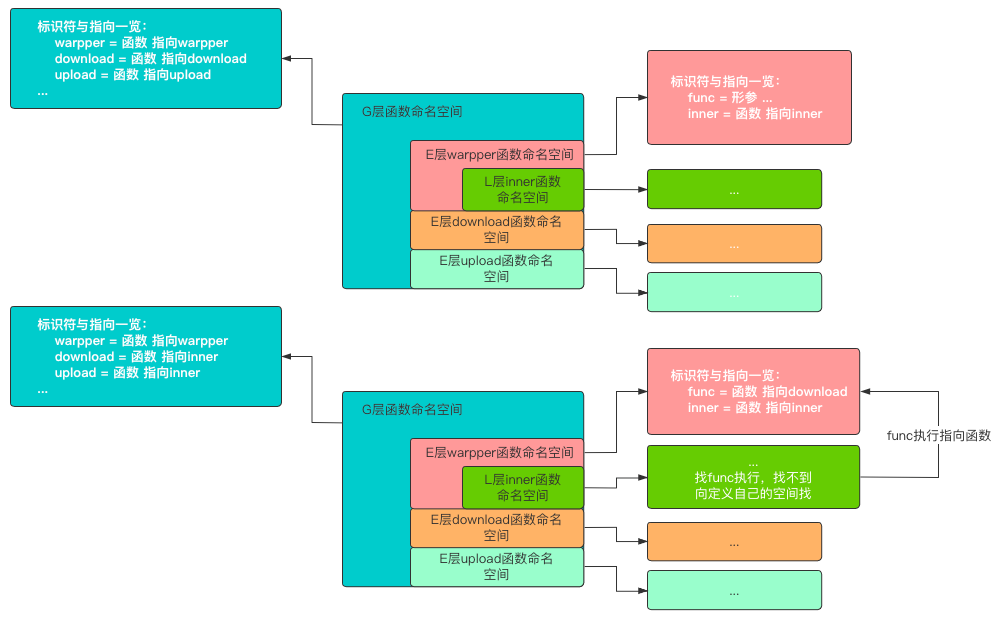 标识符与指向一览：
warpper = 函数 指向warpper
download = 函数 指向download
upload = 函数 指向upload
...
G层函数命名空间
E层warpper函数命名空间
L层inner函数
命名空间
E层download函数命名
空间
E层upload函数命名
空间
标识符与指向一览：
func = 形参 ...
inner = 函数 指向inner
...
...
...
标识符与指向一览：
warpper = 函数 指向warpper
download = 函数 指向inner
upload = 函数 指向inner
...
G层函数命名空间
E层warpper函数命名空间
L层inner函数
命名空间
E层download函数命名
空间
E层upload函数命名
空间
标识符与指向一览：
func = 函数 指向download
inner = 函数 指向inner
func执行指向函数
...
找func执行，找不到
向定义自己的空间找
...
...